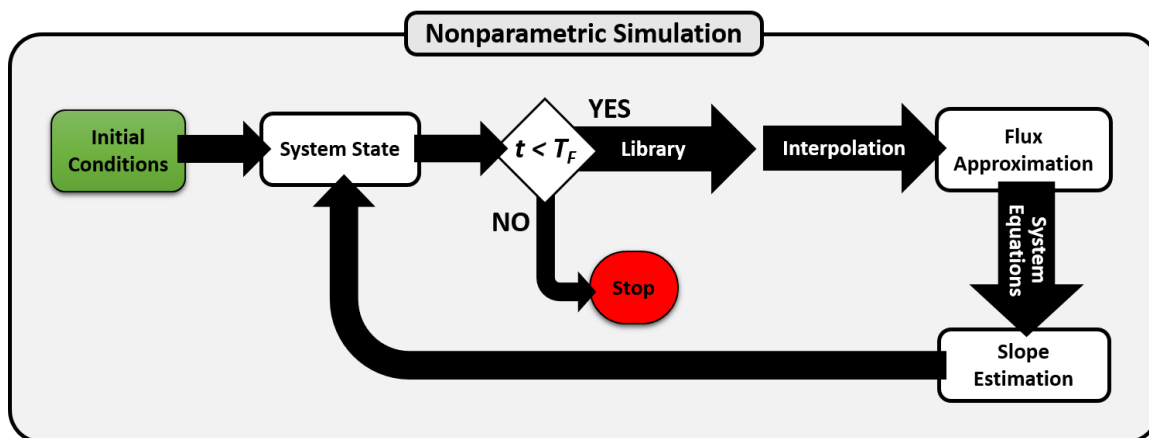 Nonparametric Simulation
Initial
Conditions
System State
t < T_F
YES
Library
Interpolation
Flux
Approximation
NO
Stop
System
Equations
Slope
Estimation